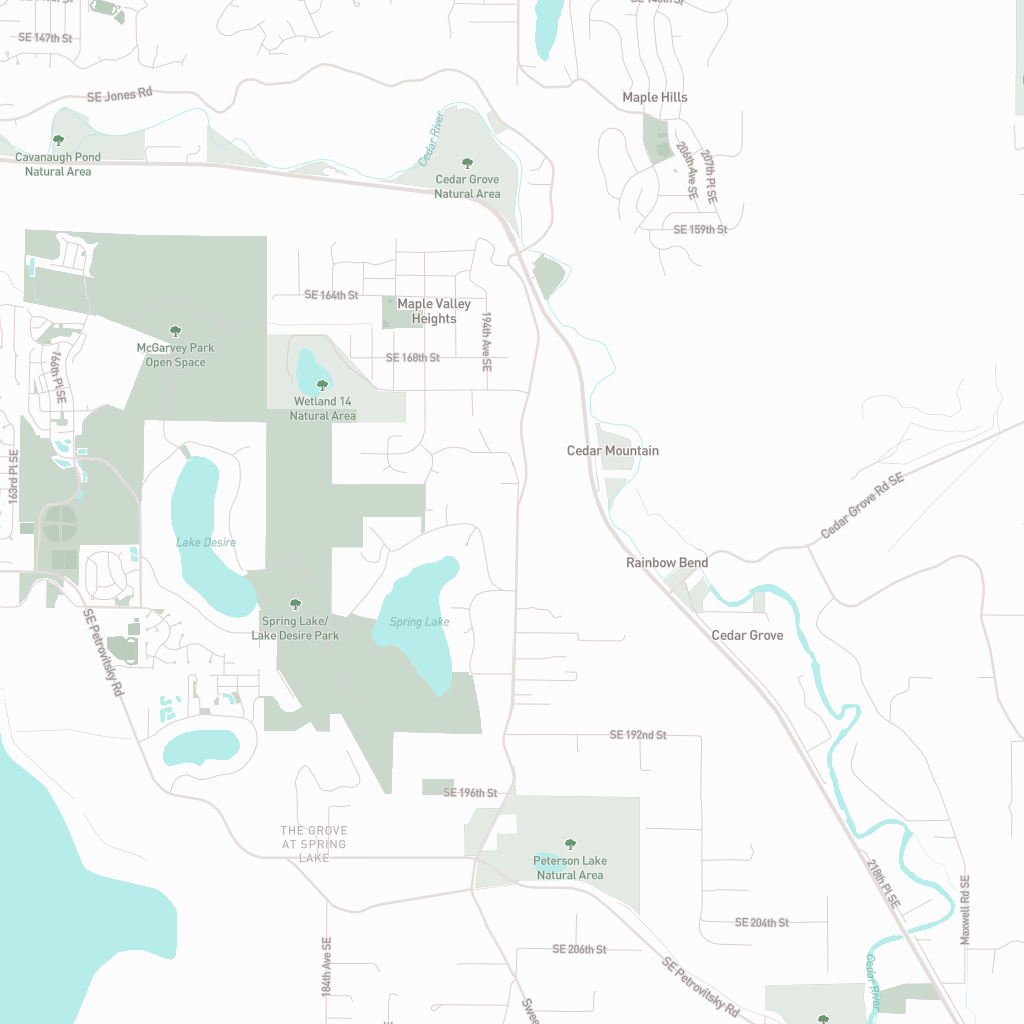 SE 147th St
SE Jones Rd
Maple Hills
Cedar River
Cavanaugh Pond
Natural Area
Cedar Grove
Natural Area
206th Ave SE
207th Pl SE
SE 159th St
SE 164th St
Maple Valley
Heights
194th Ave SE
McGarvey Park
Open Space
SE 168th St
166th Pl SE
Wetland 14
Natural Area
Cedar Mountain
163rd Pl SE
Cedar Grove Rd SE
Lake Desire
Rainbow Bend
Spring Lake/
Lake Desire Park
Spring Lake
Cedar Grove
SE Petrovitsky Rd
SE 192nd St
SE 196th St
THE GROVE
AT SPRING
LAKE
Peterson Lake
Natural Area
218th Pl SE
Maxwell Rd SE
SE 204th St
SE 206th St
184th Ave SE
SE Petrovitsky Rd
Cedar River